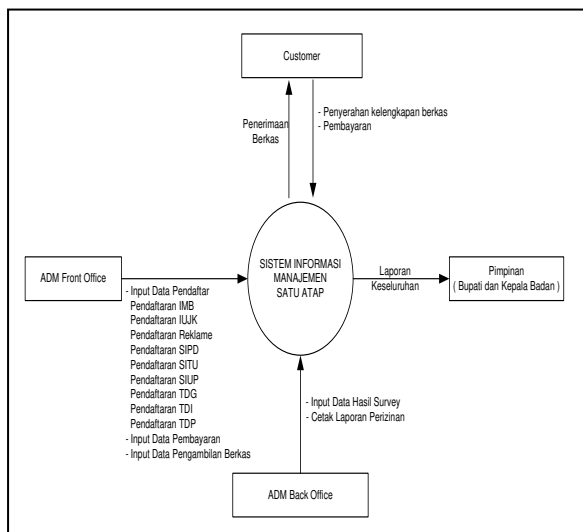 Customer
Penerimaan
Berkas
- Penyerahan kelengkapan berkas
- Pembayaran
ADM Front Office
- Input Data Pendaftar
Pendaftaran IMB
Pendaftaran IUJK
Pendaftaran Reklame
Pendaftaran SIPD
Pendaftaran SITU
Pendaftaran SIUP
Pendaftaran TDG
Pendaftaran TDI
Pendaftaran TDP
- Input Data Pembayaran
- Input Data Pengambilan Berkas
SISTEM INFORMASI
MANAJEMEN
SATU ATAP
Laporan
Keseluruhan
Pimpinan
( Bupati dan Kepala Badan )
- Input Data Hasil Survey
- Cetak Laporan Perizinan
ADM Back Office